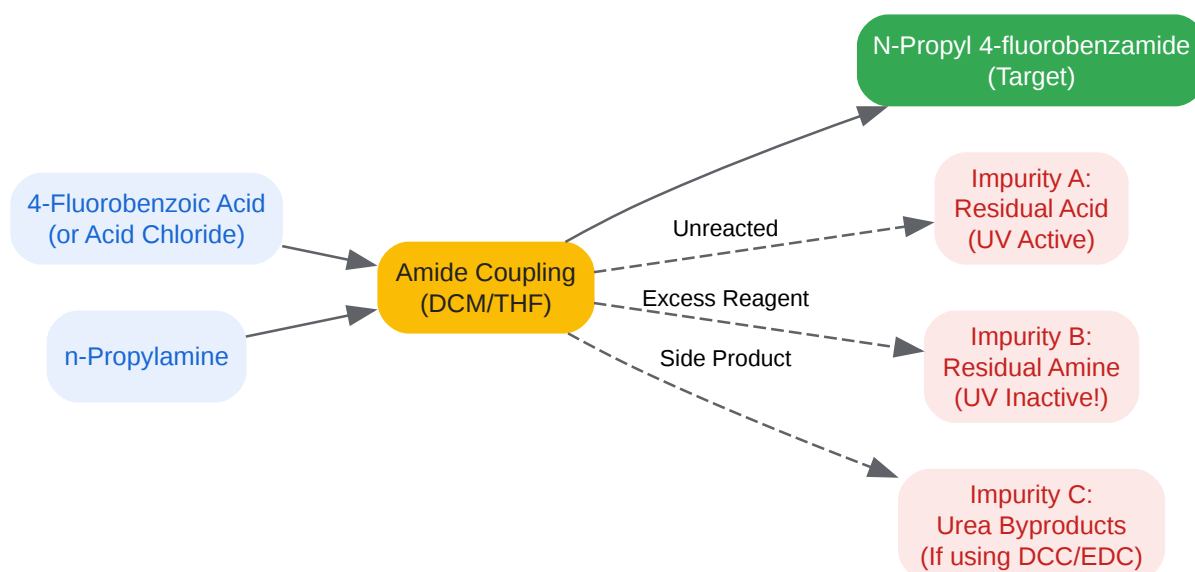 N-Propyl 4-fluorobenzamide
(Target)
4-Fluorobenzoic Acid
(or Acid Chloride)
n-Propylamine
Amide Coupling
(DCM/THF)
Unreacted
Excess Reagent
Side Product
Impurity A:
Residual Acid
(UV Active)
Impurity B:
Residual Amine
(UV Inactive!)
Impurity C:
Urea Byproducts
(If using DCC/EDC)